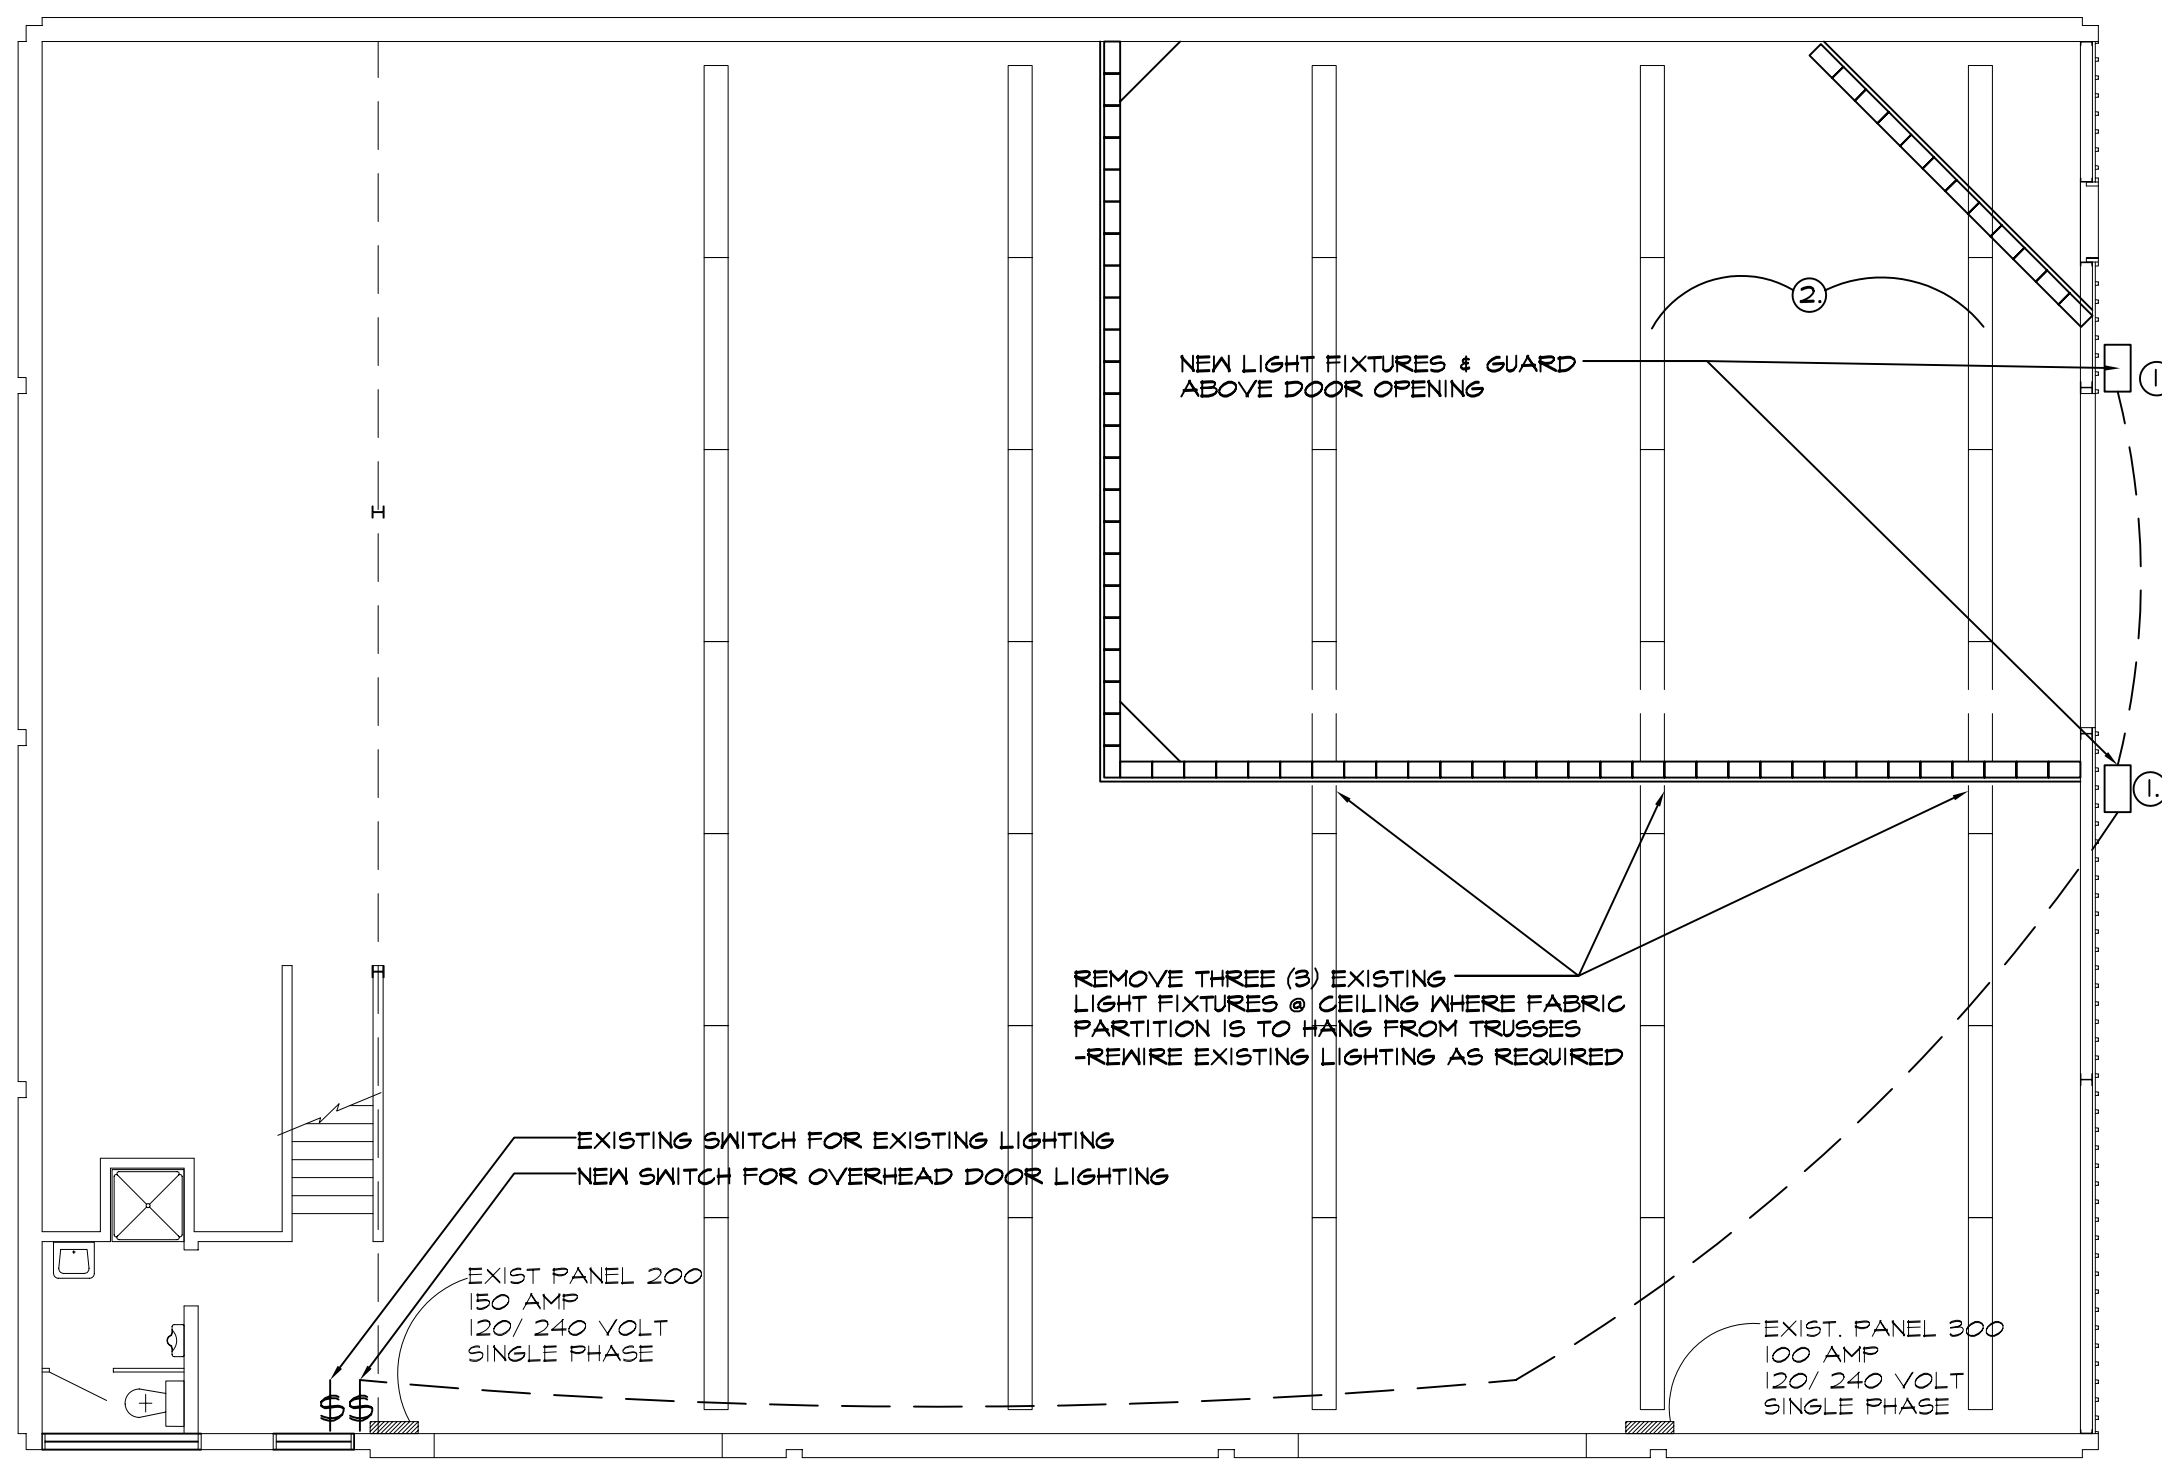 2.
NEW LIGHT FIXTURES & GUARD
ABOVE DOOR OPENING
1
1.
REMOVE THREE (3) EXISTING
LIGHT FIXTURES @ CEILING WHERE FABRIC
PARTITION IS TO HANG FROM TRUSSES
-REWIRE EXISTING LIGHTING AS REQUIRED
EXISTING SWITCH FOR EXISTING LIGHTING
NEW SWITCH FOR OVERHEAD DOOR LIGHTING
EXIST PANEL 200
150 AMP
120/ 240 VOLT
SINGLE PHASE
EXIST. PANEL 300
100 AMP
120/ 240 VOLT
SINGLE PHASE
$$